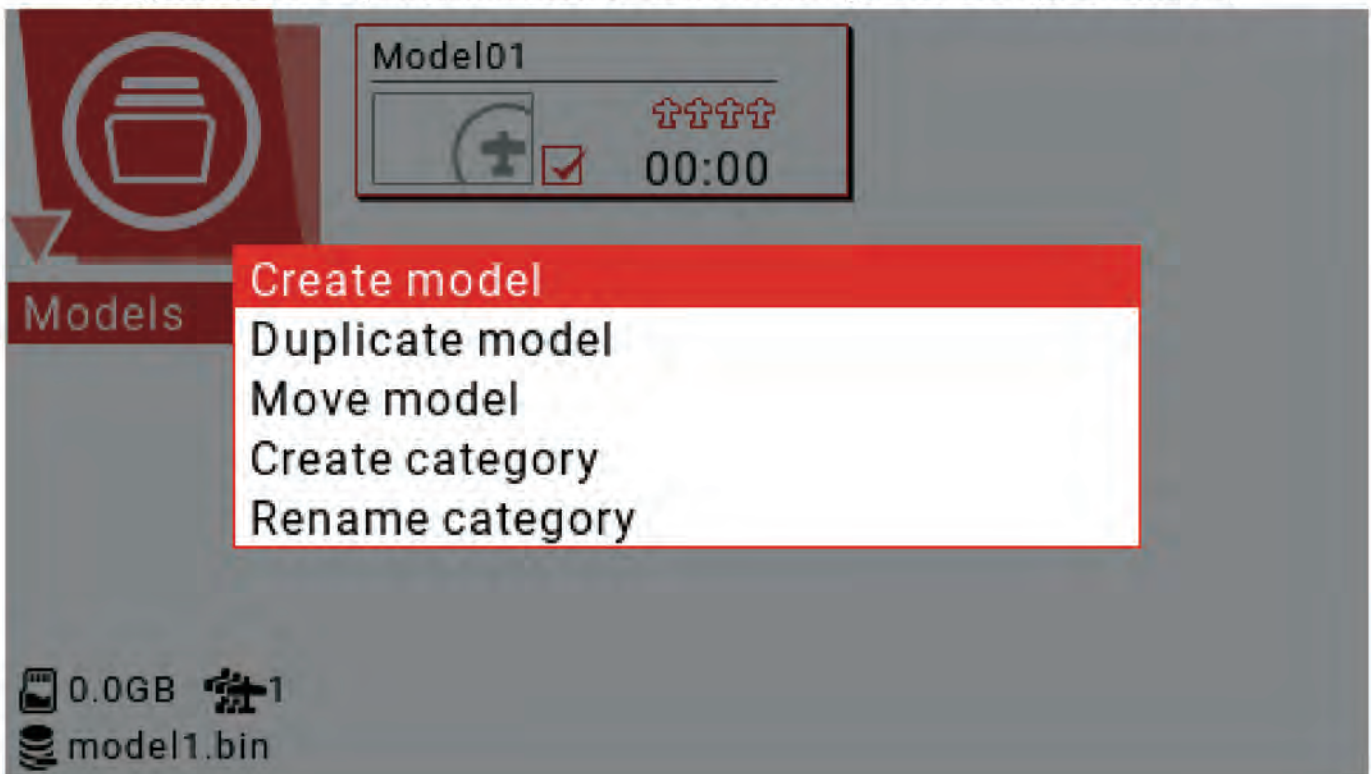 Model01
00:00
Models
Create model
Duplicate model
Move model
Create category
Rename category
0.0GB 1
model1.bin